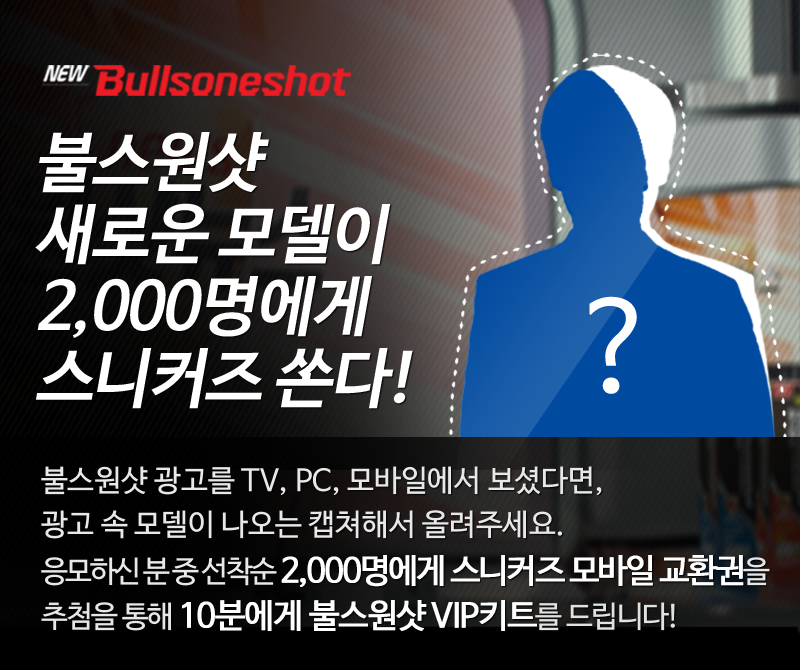 NEW Bullsoneshot
불스원샷
새로운 모델이
2,000명에게
스니커즈 쏜다!
?
불스원샷 광고를 TV, PC, 모바일에서 보셨다면,
광고 속 모델이 나오는 캡쳐해서 올려주세요.
응모하신 분 중 선착순 2,000명에게 스니커즈 모바일 교환권을
추첨을 통해 10분에게 불스원샷 VIP키트를 드립니다!